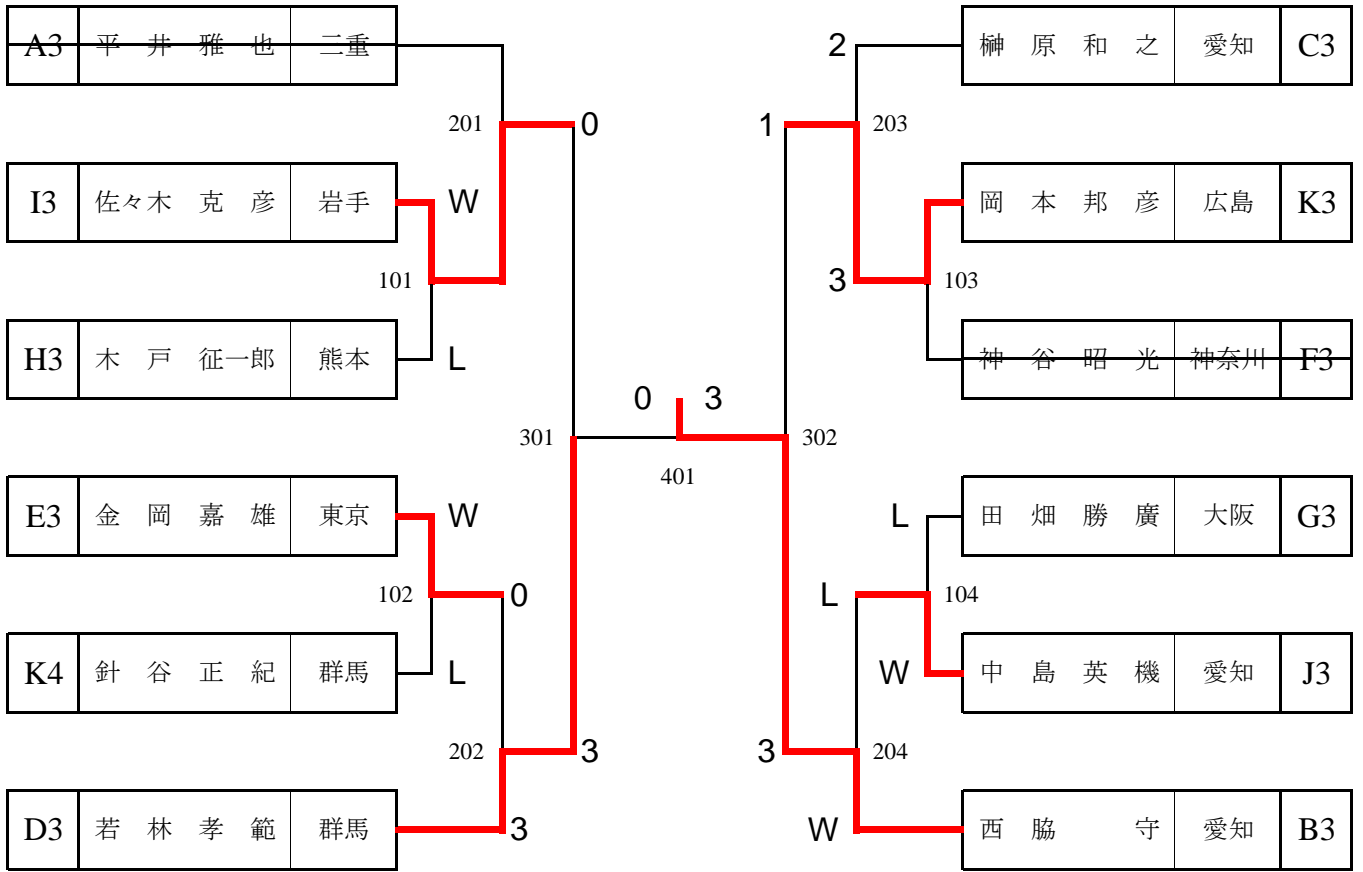 A3 平井雅也 三重
2
榊原和之 愛知 C3
201
0
1
203
I3 佐々木克彦 岩手
W
岡本邦彦 広島 K3
101
3
103
H3 木戸征一郎 熊本
L
神谷昭光 神奈川 F3
0 3
301
302
401
E3 金岡嘉雄 東京
W
L
田畑勝廣 大阪 G3
102
0
L
104
K4 針谷正紀 群馬
L
W
中島英機 愛知 J3
202
3
3
204
D3 若林孝範 群馬
3
W
西脇守 愛知 B3